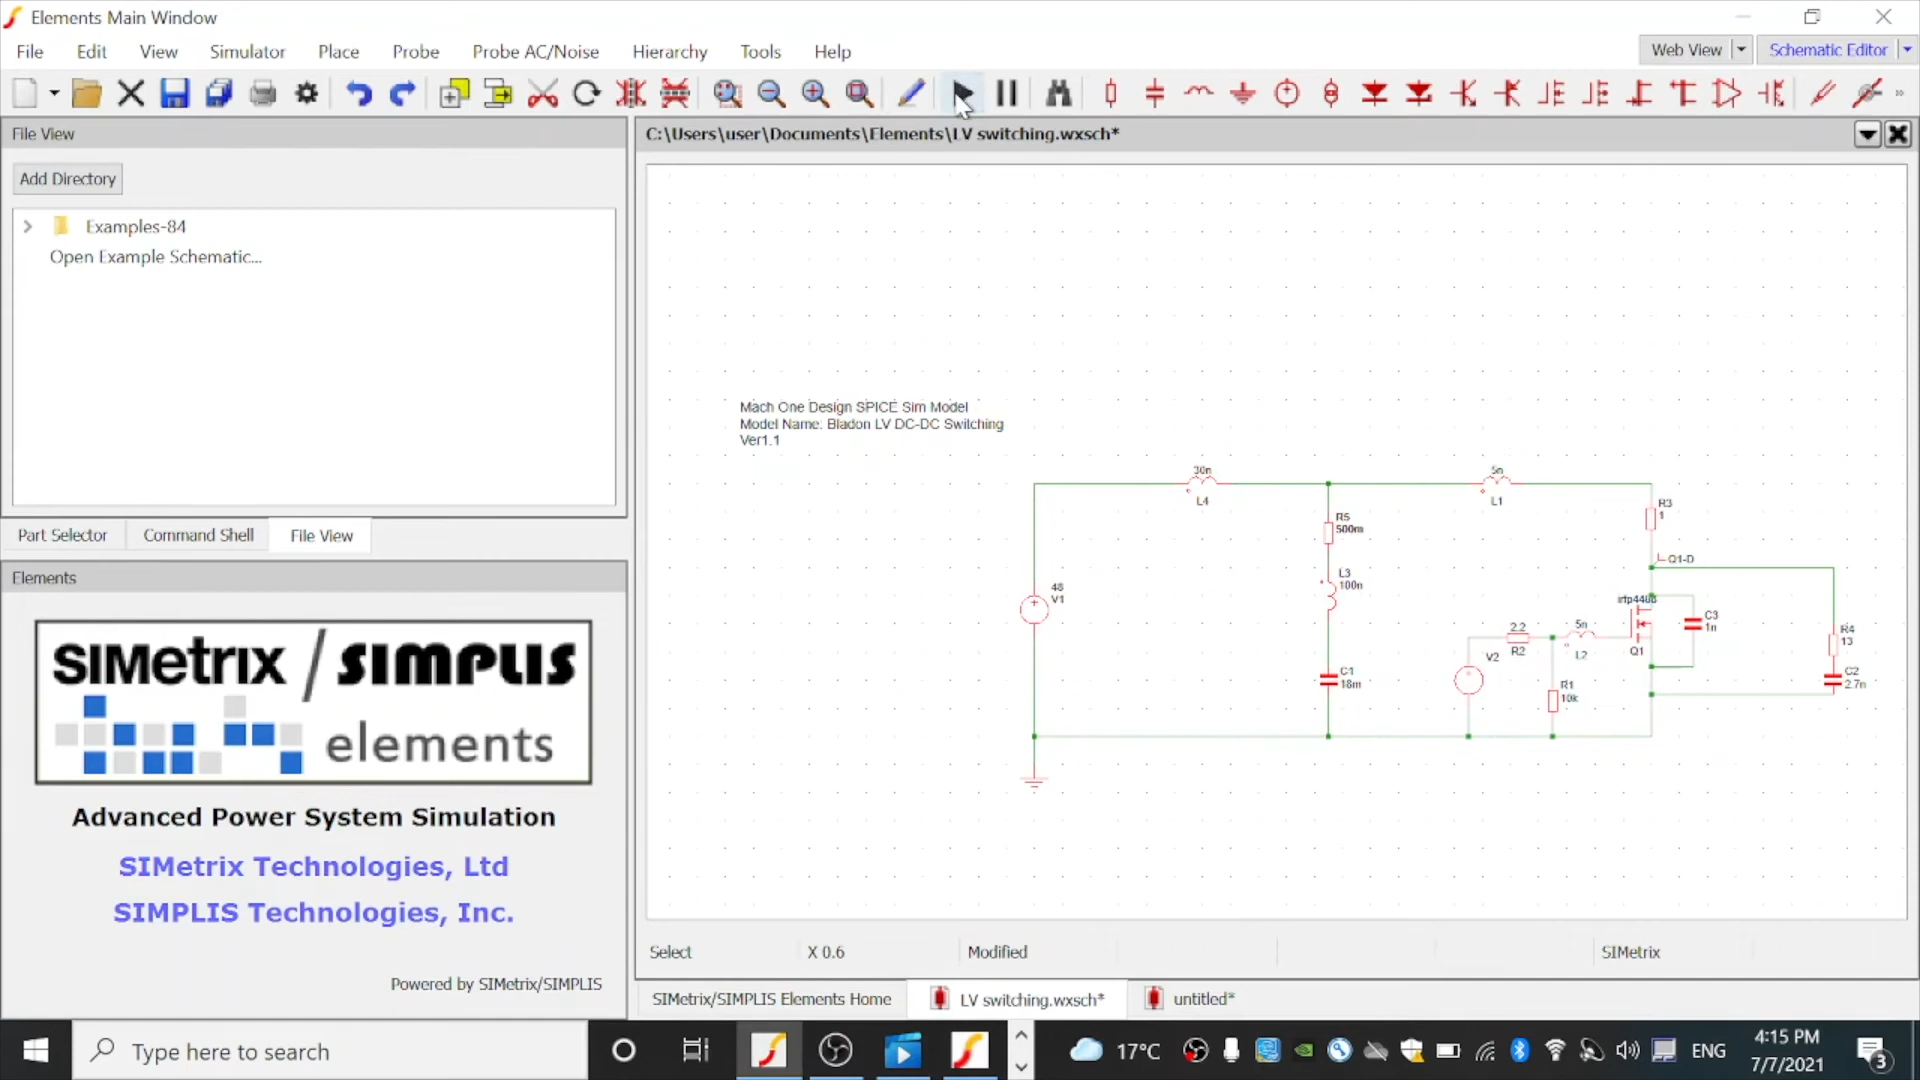 Elements Main Window
File Edit View Simulator Place Probe Probe AC/Noise Hierarchy Tools Help
Web View Schematic Editor
File View
C:\Users\user\Documents\Elements\LV switching.wxsch*
Add Directory
Examples-84
Open Example Schematic...
Mach One Design SPICE Sim Model
Model Name: Bladon LV DC-DC Switching
Ver1.1
30n
L4
5n
L1
R3
1
R5
500m
Q1-D
L3
100n
48
V1
C3
1n
5n
L2
2.2
R2
Q1
V2
R4
13
C1
18m
R1
10k
C2
2.7n
Part Selector Command Shell File View
Elements
SIMetrix / SIMPLIS
elements
Advanced Power System Simulation
SIMetrix Technologies, Ltd
SIMPLIS Technologies, Inc.
Powered by SIMetrix/SIMPLIS
Select X 0.6 Modified SIMetrix
SIMetrix/SIMPLIS Elements Home LV switching.wxsch* untitled*
Type here to search
17°C
ENG
4:15 PM
7/7/2021
3